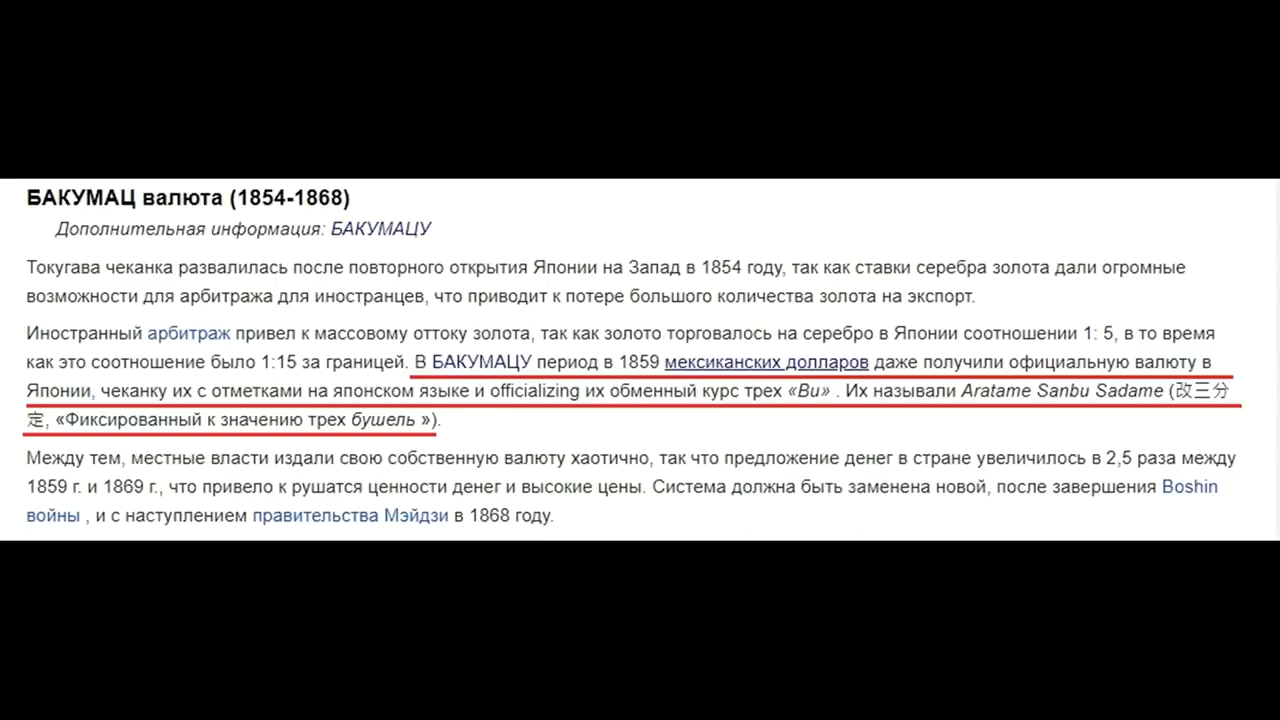 БАКУМАЦ валюта (1854-1868)
Дополнительная информация: БАКУМАЦУ
Токугава чеканка развалилась после повторного открытия Японии на Запад в 1854 году, так как ставки серебра золота дали огромные
возможности для арбитража для иностранцев, что приводит к потере большого количества золота на экспорт.
Иностранный арбитраж привел к массовому оттоку золота, так как золото торговалось на серебро в Японии соотношении 1: 5, в то время
как это соотношение было 1:15 за границей. В БАКУМАЦУ период в 1859 мексиканских долларов даже получили официальную валюту в
Японии, чеканку их с отметками на японском языке и officializing их обменный курс трех «Bu» . Их называли Aratame Sanbu Sadame (改三分
定, «Фиксированный к значению трех бушель »).
Между тем, местные власти издали свою собственную валюту хаотично, так что предложение денег в стране увеличилось в 2,5 раза между
1859 г. и 1869 г., что привело к рушатся ценности денег и высокие цены. Система должна быть заменена новой, после завершения Boshin
войны , и с наступлением правительства Мэйдзи в 1868 году.